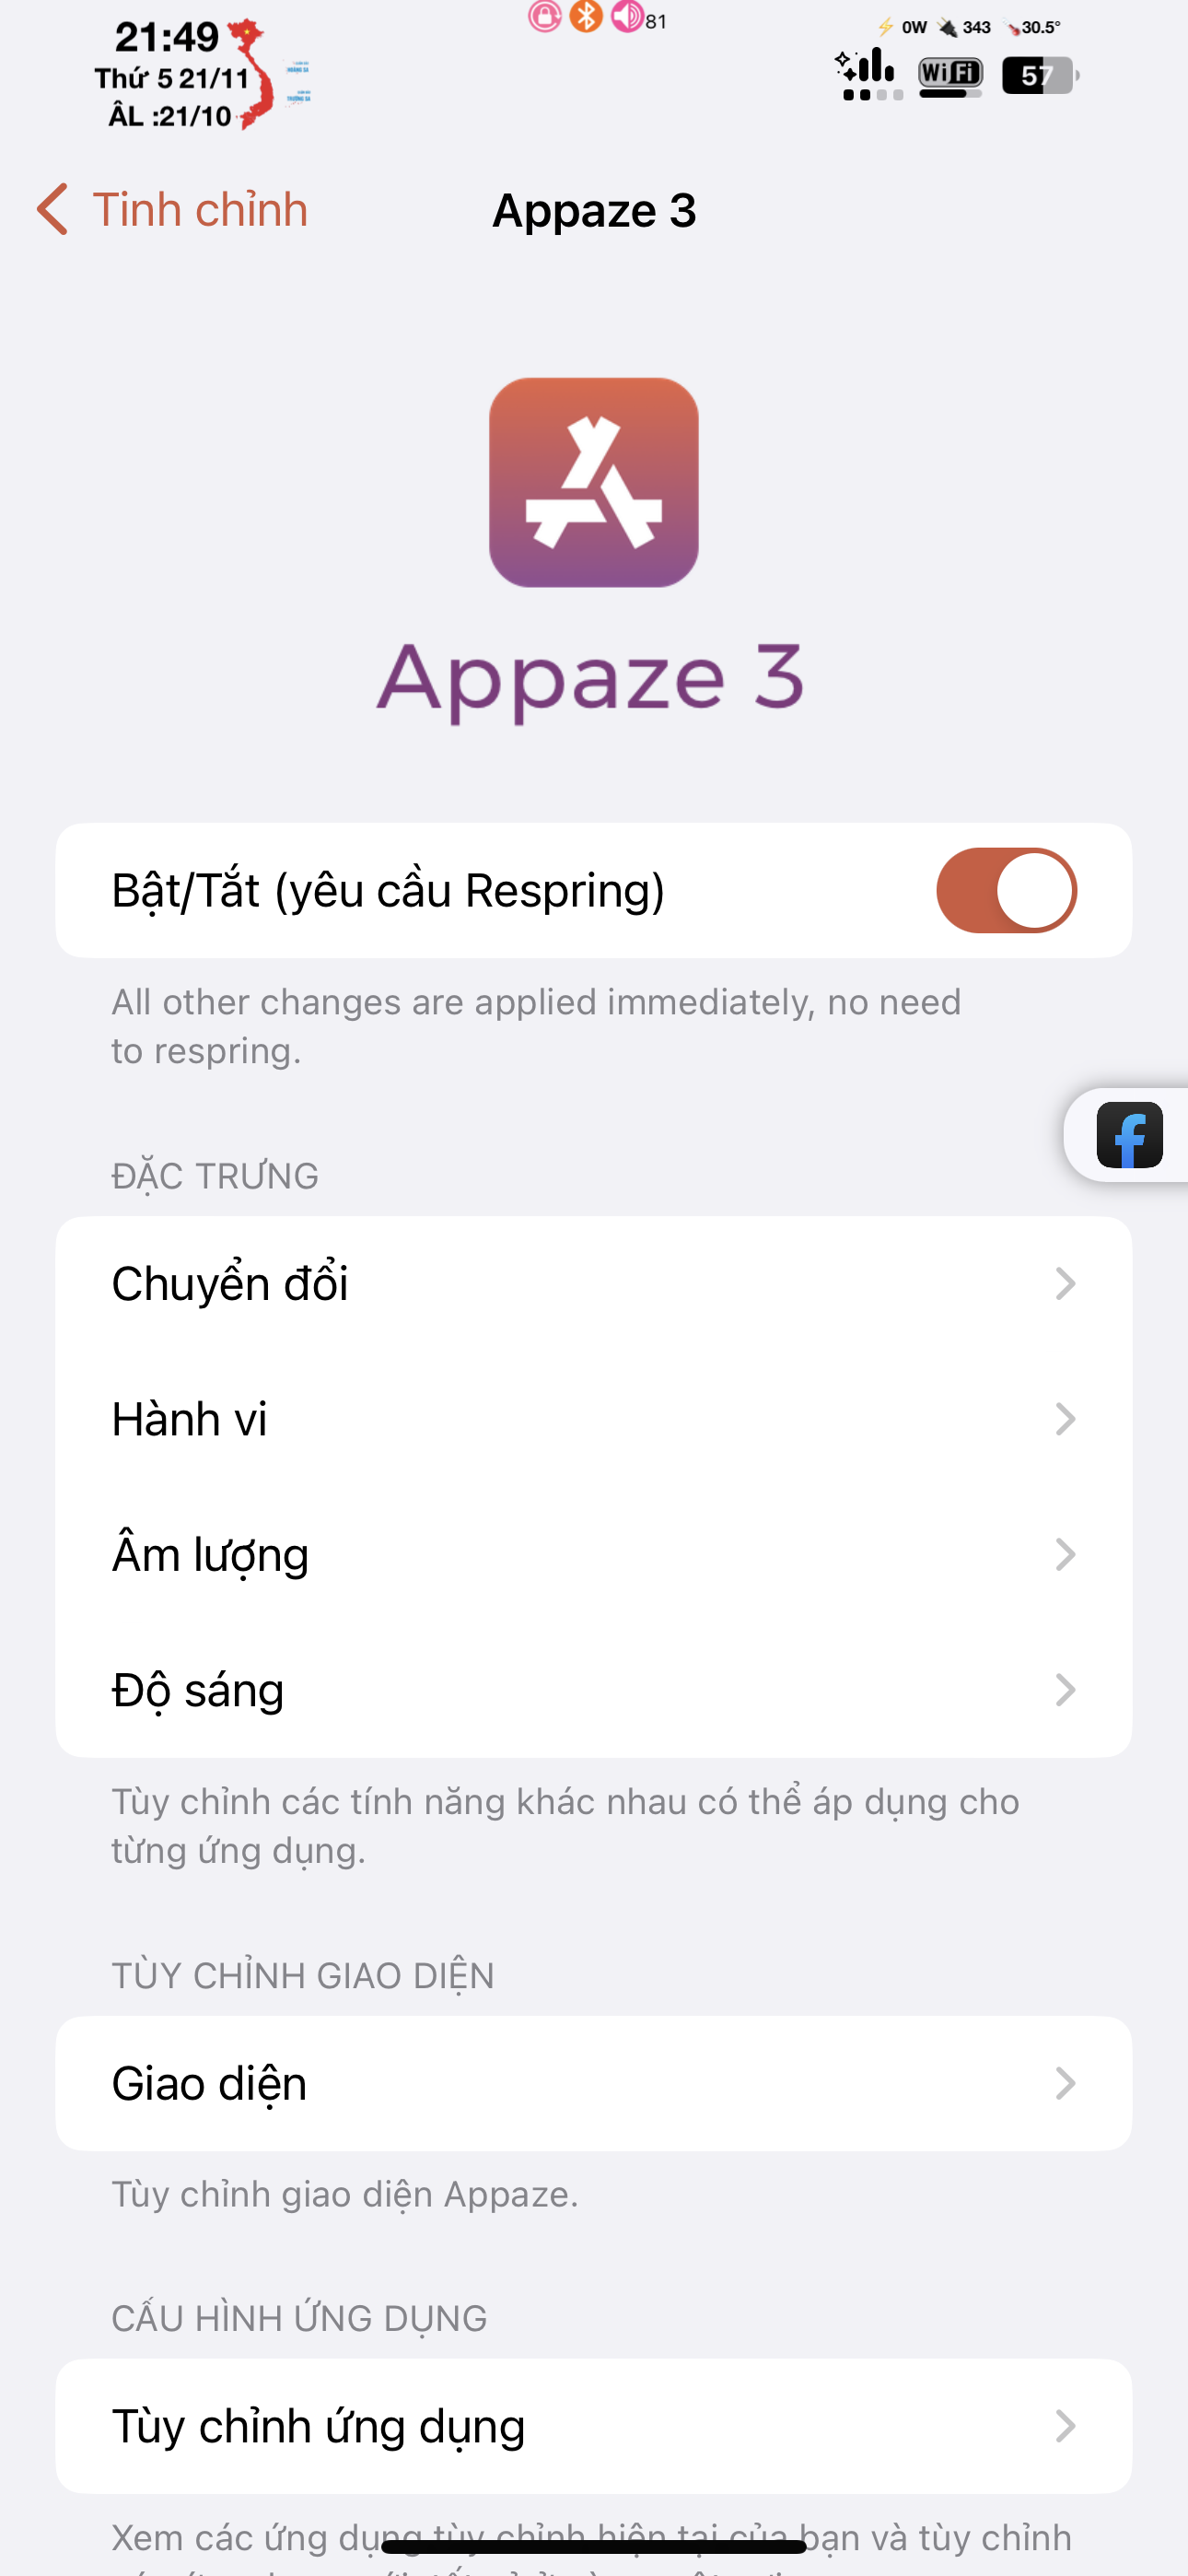 21:49
Thứ 5 21/11
ÂL :21/10
81
0W 343 30.5°
WiFi
57
Tinh chỉnh
Appaze 3
Appaze 3
Bật/Tắt (yêu cầu Respring)
All other changes are applied immediately, no need
to respring.
ĐẶC TRƯNG
Chuyển đổi
Hành vi
Âm lượng
Độ sáng
Tùy chỉnh các tính năng khác nhau có thể áp dụng cho
từng ứng dụng.
TÙY CHỈNH GIAO DIỆN
Giao diện
Tùy chỉnh giao diện Appaze.
CẤU HÌNH ỨNG DỤNG
Tùy chỉnh ứng dụng
Xem các ứng dụng tùy chỉnh hiện tại của bạn và tùy chỉnh